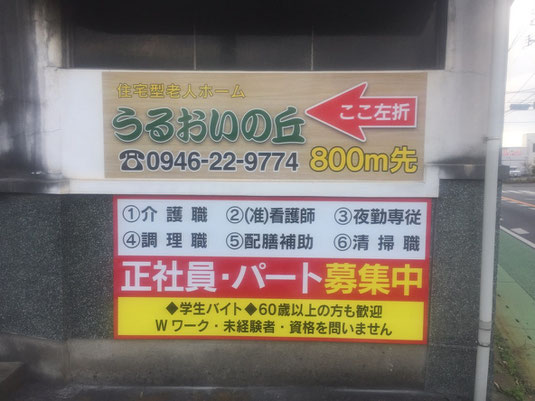 住宅型老人ホーム
うるおいの丘
ここ左折
☎0946-22-9774 800m先
①介護職 ②(准)看護師 ③夜勤専従
④調理職 ⑤配膳補助 ⑥清掃職
正社員・パート募集中
◆学生バイト◆60歳以上の方も歓迎
Wワーク・未経験者・資格を問いません